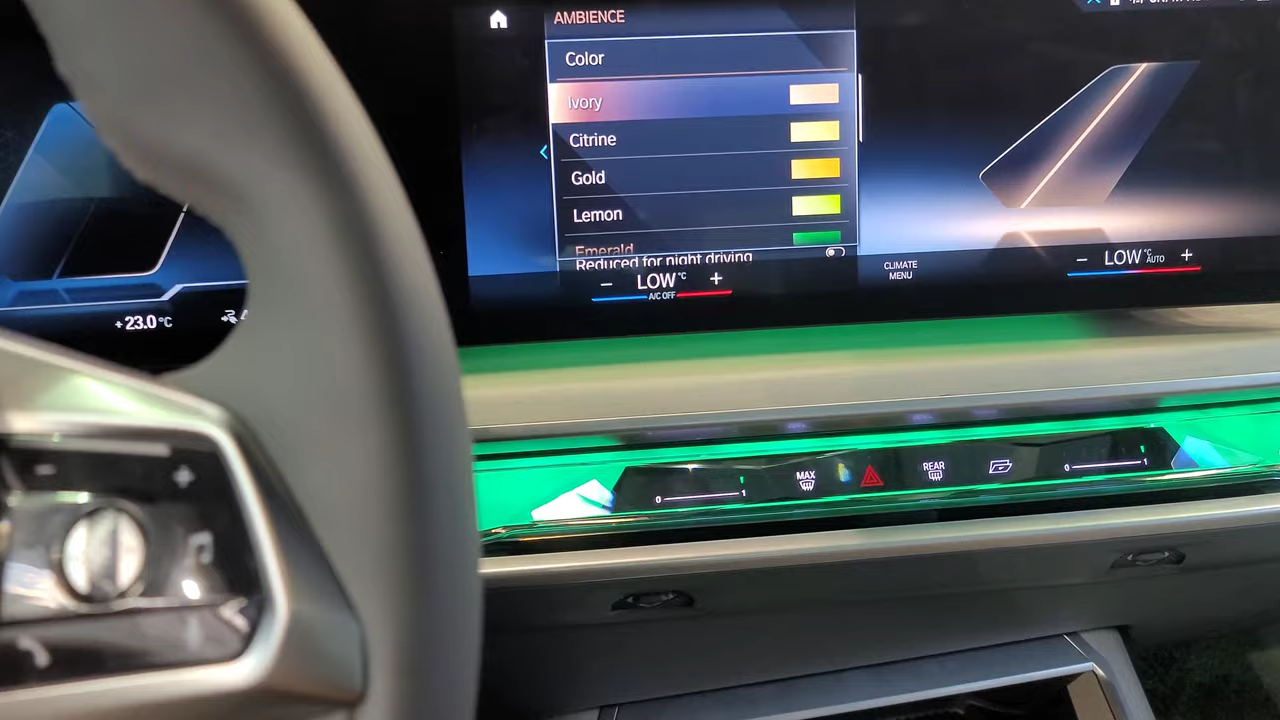 AMBIENCE
Color
Ivory
Citrine
Gold
Lemon
Emerald
Reduced for night driving
− LOW °C +
A/C OFF
CLIMATE
MENU
− LOW °C +
AUTO
+23.0 °C
− +
MAX
REAR
0 1
0 1